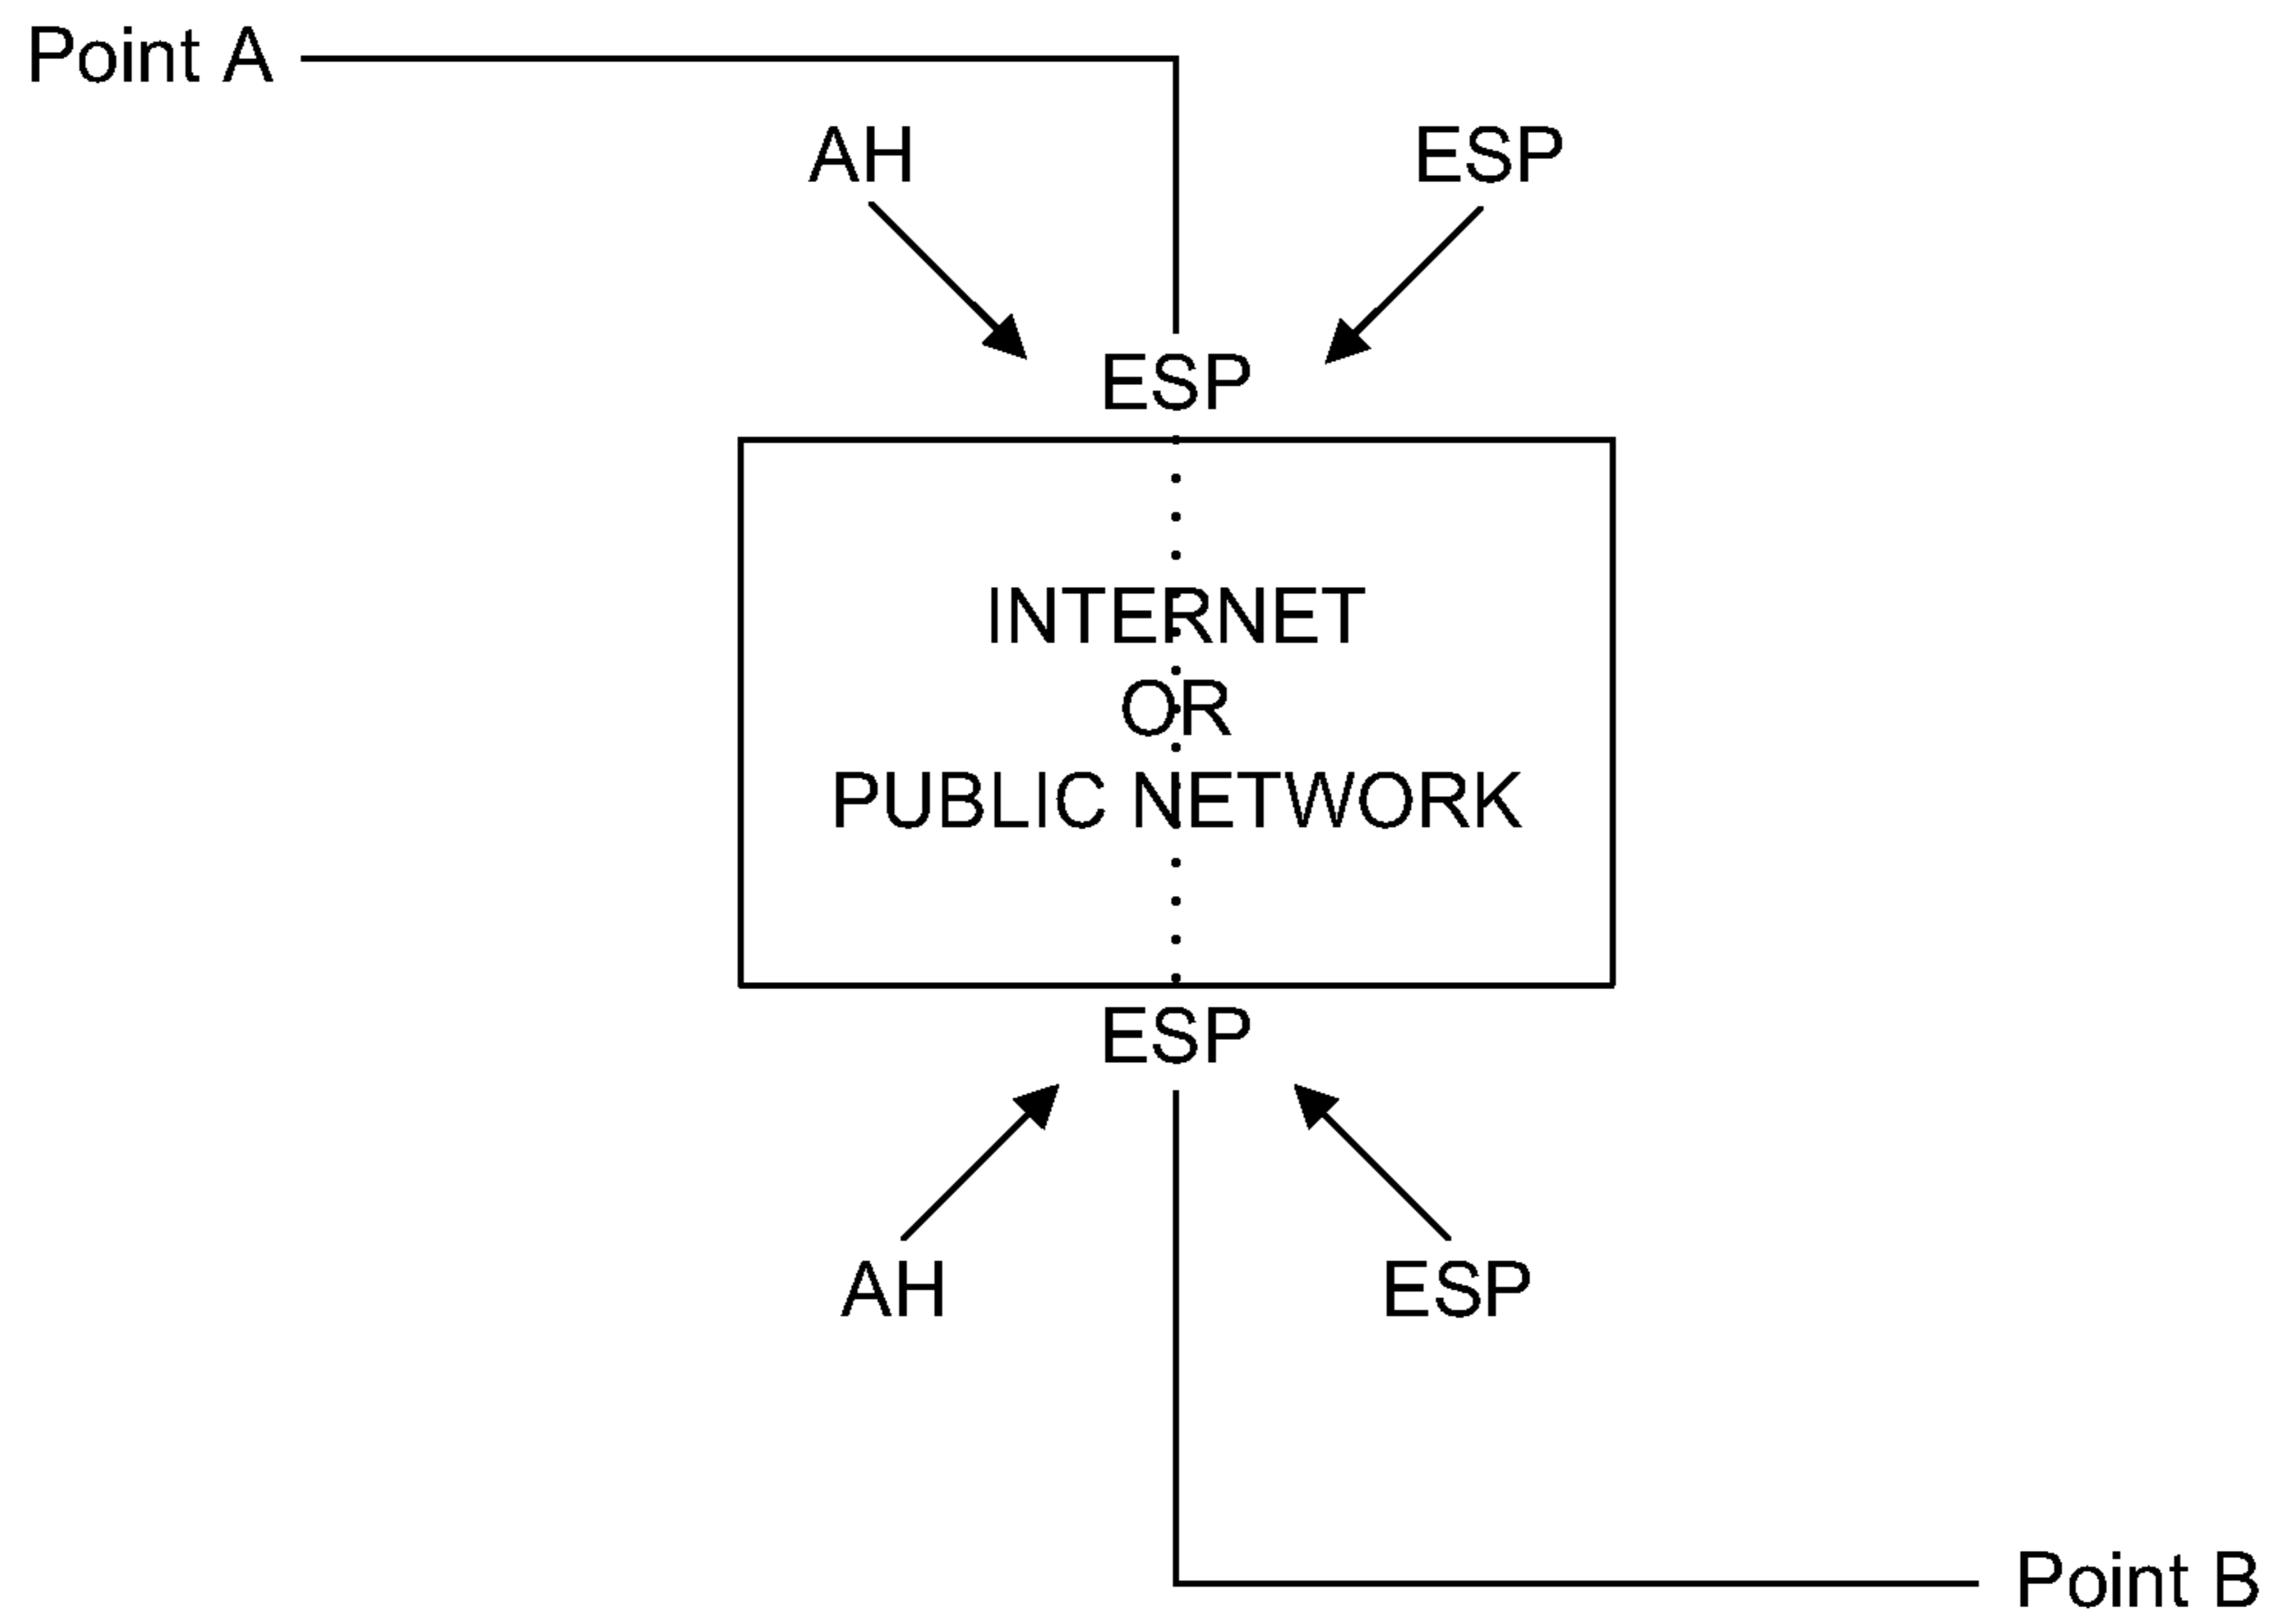 Point A
AH
ESP
ESP
INTERNET
OR
PUBLIC NETWORK
ESP
AH
ESP
Point B